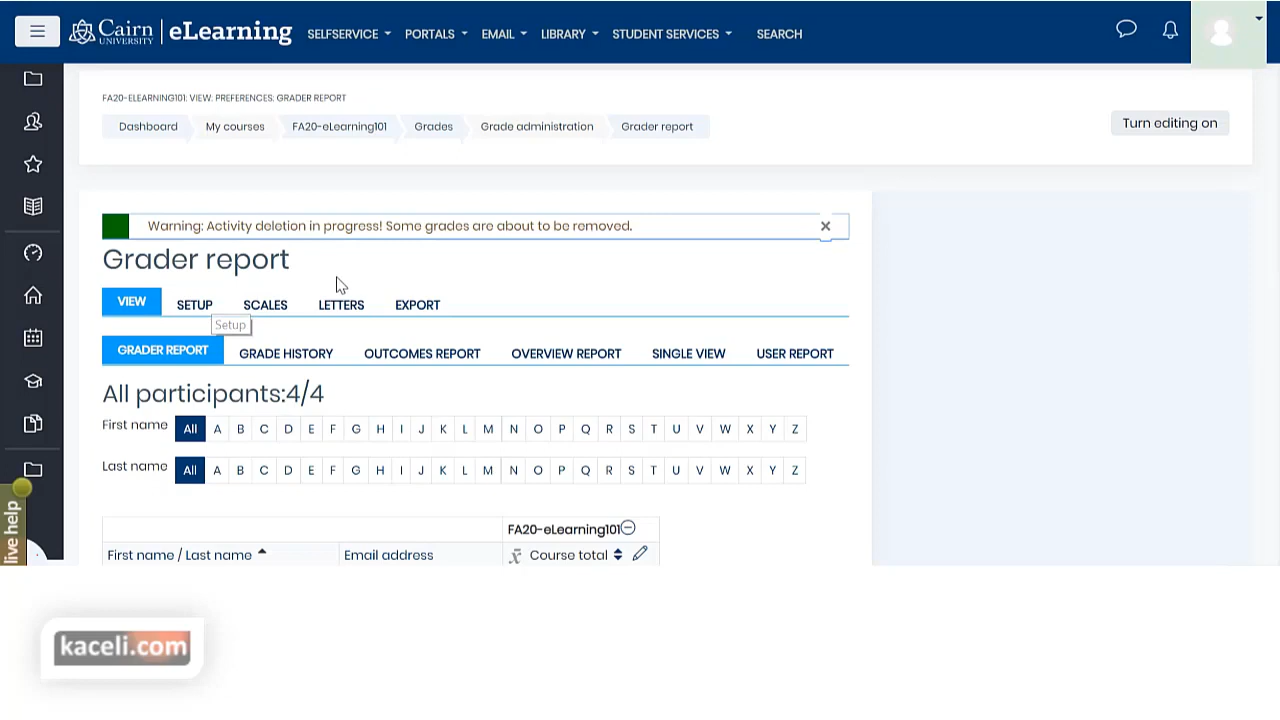 Cairn UNIVERSITY eLearning SELFSERVICE PORTALS EMAIL LIBRARY STUDENT SERVICES SEARCH
FA20-ELEARNING101: VIEW: PREFERENCES: GRADER REPORT
Dashboard My courses FA20-eLearning101 Grades Grade administration Grader report Turn editing on
Warning: Activity deletion in progress! Some grades are about to be removed.
Grader report
VIEW SETUP SCALES LETTERS EXPORT
Setup
GRADER REPORT GRADE HISTORY OUTCOMES REPORT OVERVIEW REPORT SINGLE VIEW USER REPORT
All participants:4/4
First name All A B C D E F G H I J K L M N O P Q R S T U V W X Y Z
Last name All A B C D E F G H I J K L M N O P Q R S T U V W X Y Z
live help
FA20-eLearning101
First name / Last name Email address Course total
kaceli.com